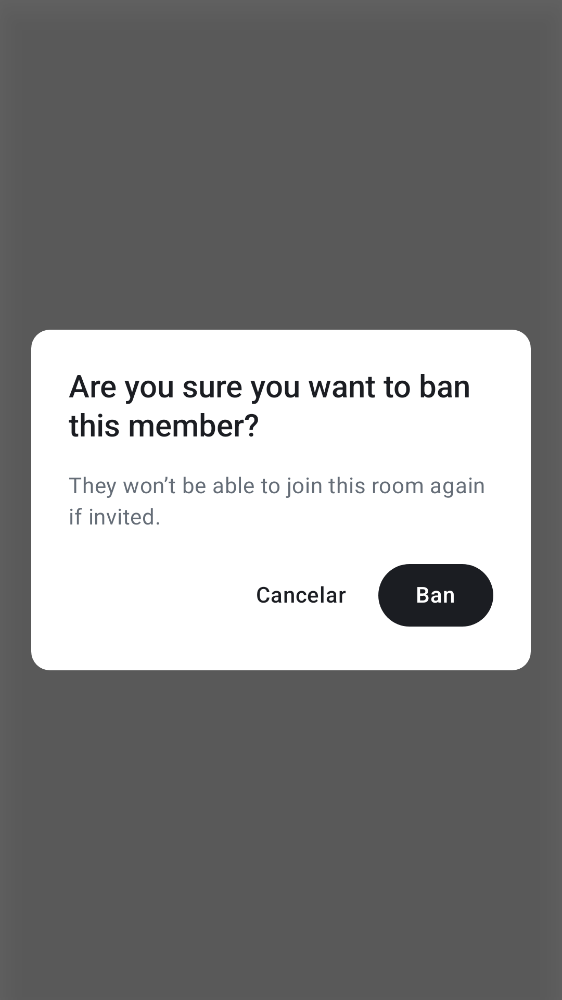 Are you sure you want to ban
this member?
They won’t be able to join this room again
if invited.
Cancelar
Ban